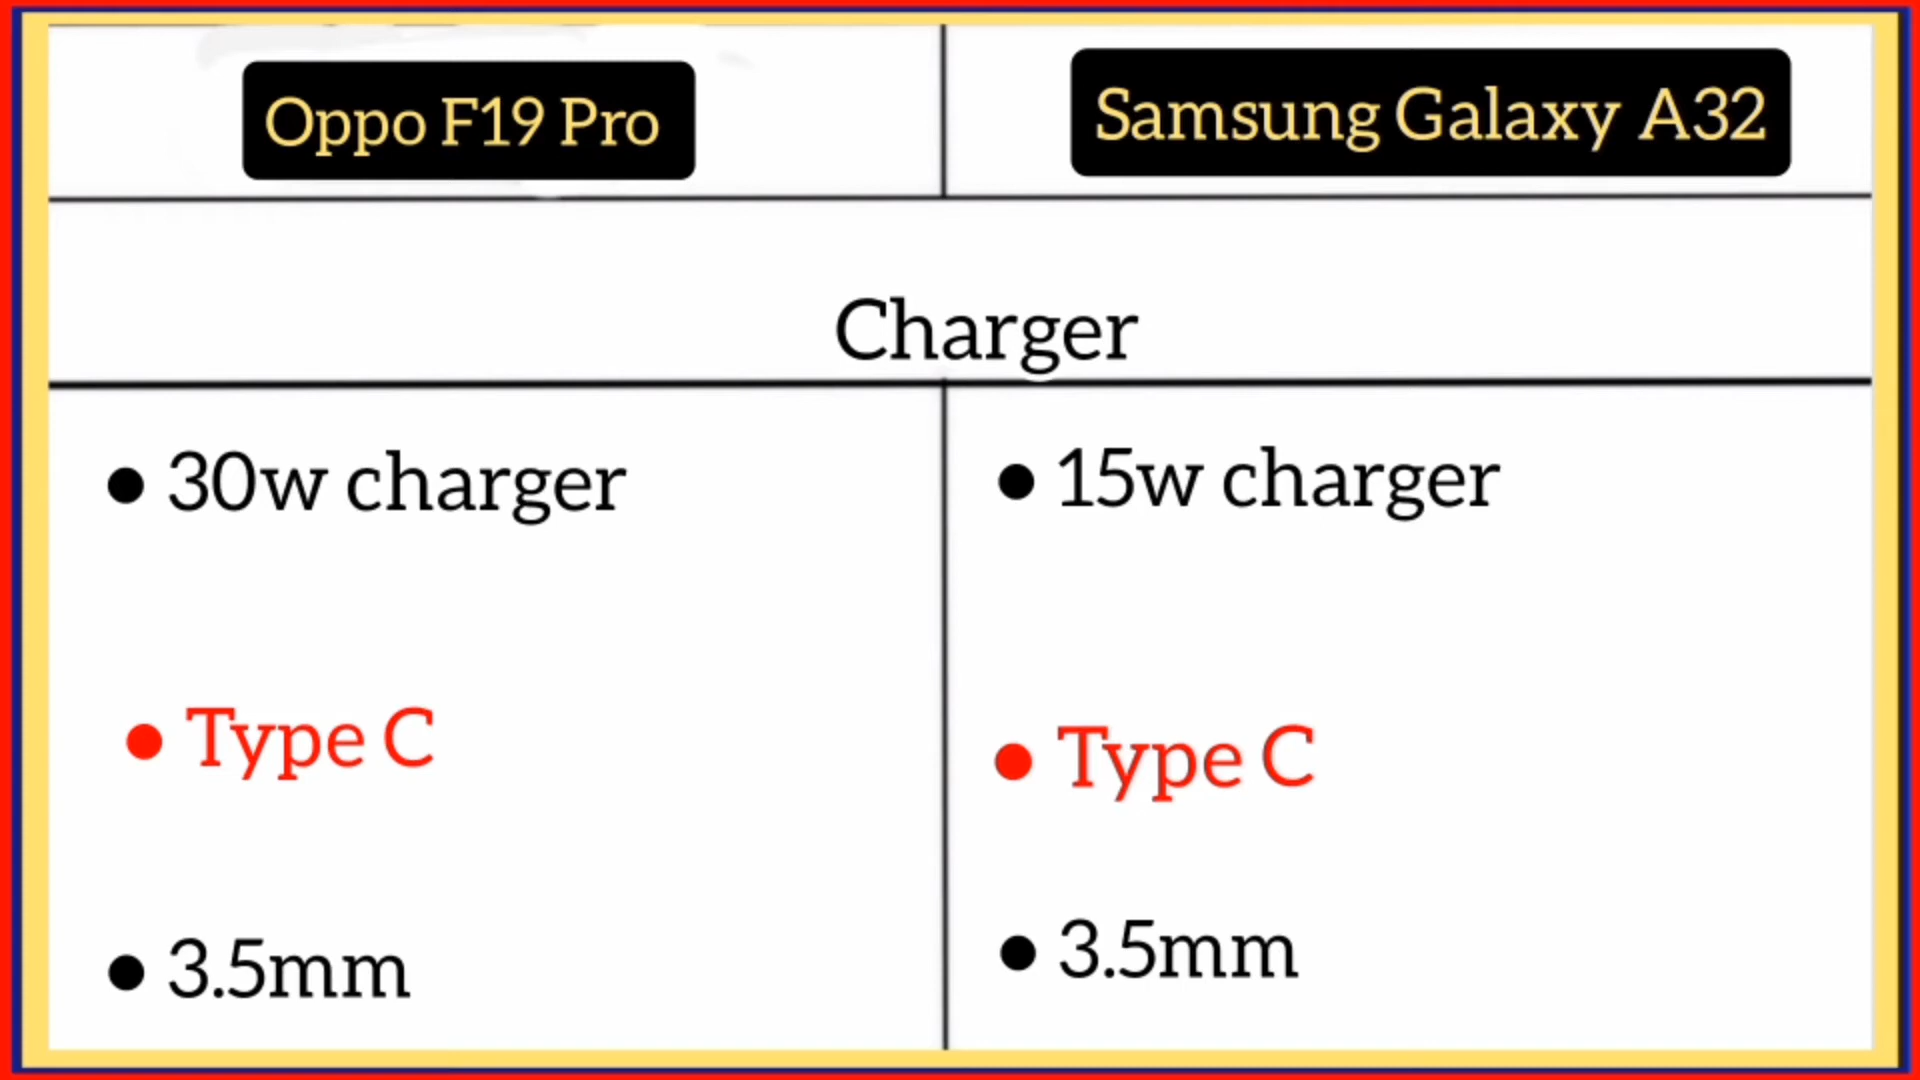 Oppo F19 Pro
Samsung Galaxy A32
Charger
● 30w charger
● 15w charger
● Type C
● Type C
● 3.5mm
● 3.5mm